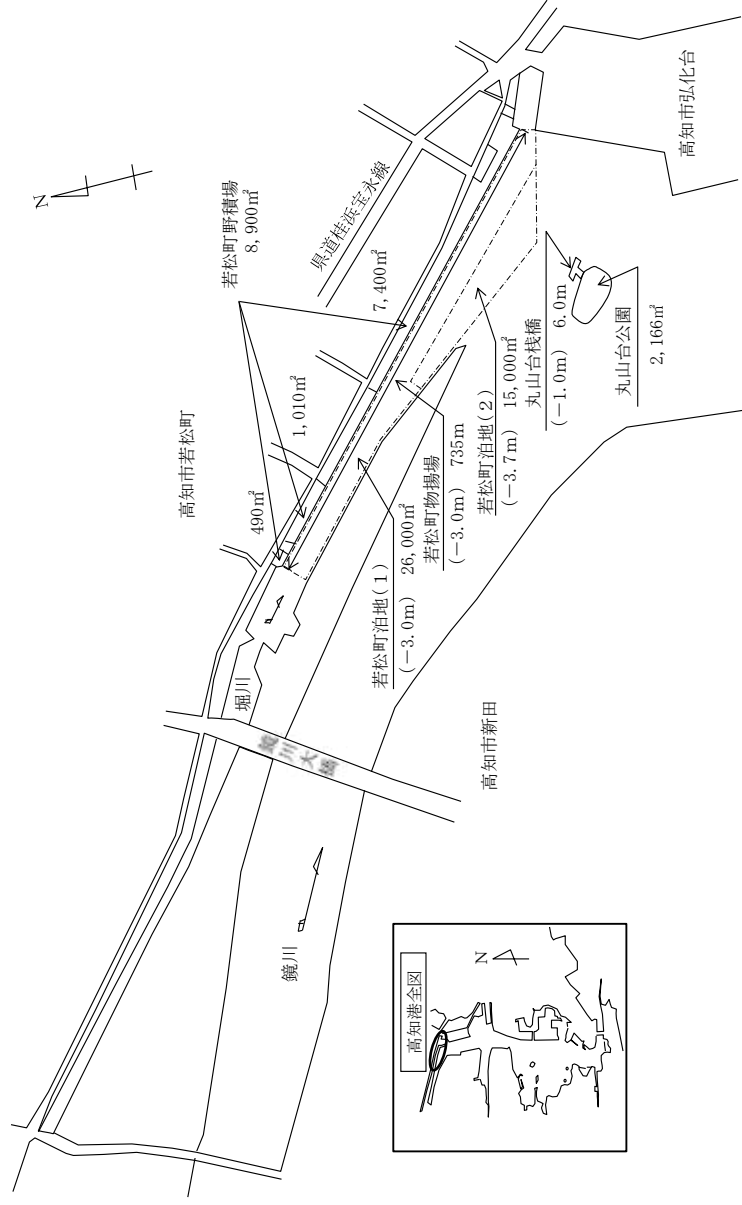 N
若松町野積場
8,900㎡
県道桂浜宝永線
7,400㎡
1,010㎡
490㎡
高知市若松町
高知市弘化台
丸山台公園
2,166㎡
丸山台桟橋
(−1.0m) 6.0m
若松町泊地(2)
(−3.7m) 15,000㎡
若松町物揚場
(−3.0m) 735m
若松町泊地(1)
(−3.0m) 26,000㎡
堀川
鏡川大橋
高知市新田
鏡川
高知港全図
N